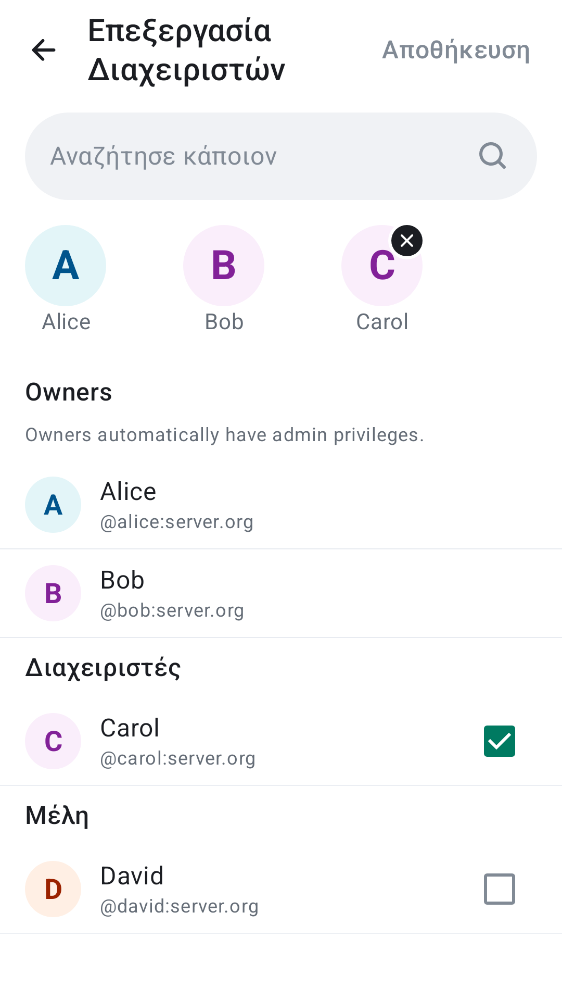 Επεξεργασία
Διαχειριστών
Αποθήκευση
Αναζήτησε κάποιον
A
B
C
Alice
Bob
Carol
Owners
Owners automatically have admin privileges.
A
Alice
@alice:server.org
B
Bob
@bob:server.org
Διαχειριστές
C
Carol
@carol:server.org
Μέλη
D
David
@david:server.org